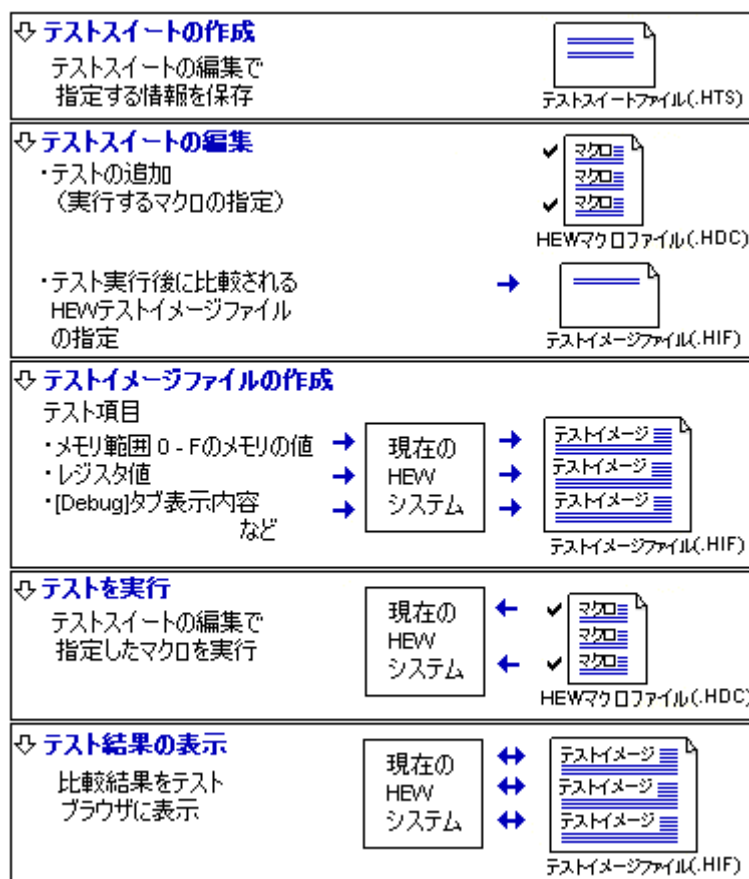 テストスイートの作成
テストスイートの編集で
指定する情報を保存
テストスイートファイル(.HTS)
テストスイートの編集
・テストの追加
（実行するマクロの指定）
マクロ
マクロ
マクロ
HEWマクロファイル(.HDC)
・テスト実行後に比較される
HEWテストイメージファイル
の指定
テストイメージファイル(.HIF)
テストイメージファイルの作成
テスト項目
・メモリ範囲 0 - Fのメモリの値
・レジスタ値
・[Debug]タブ表示内容
など
現在の
HEW
システム
テストイメージ
テストイメージ
テストイメージ
テストイメージファイル(.HIF)
テストを実行
テストスイートの編集で
指定したマクロを実行
現在の
HEW
システム
マクロ
マクロ
マクロ
HEWマクロファイル(.HDC)
テスト結果の表示
比較結果をテスト
ブラウザに表示
現在の
HEW
システム
テストイメージ
テストイメージ
テストイメージ
テストイメージファイル(.HIF)